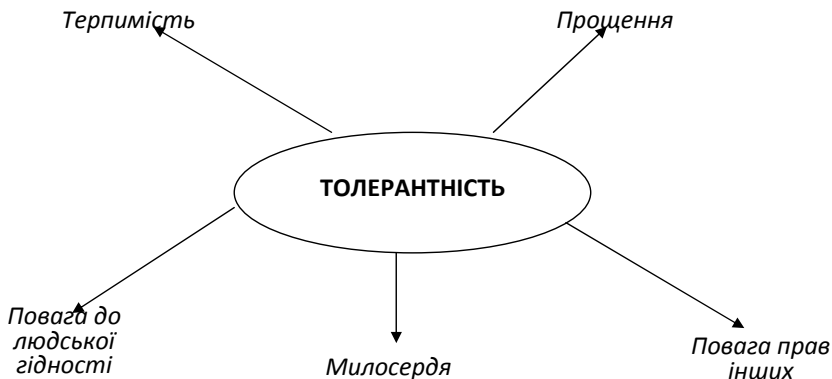 Терпимість
Прощення
ТОЛЕРАНТНІСТЬ
Повага до
людської
гідності
Милосердя
Повага прав
інших